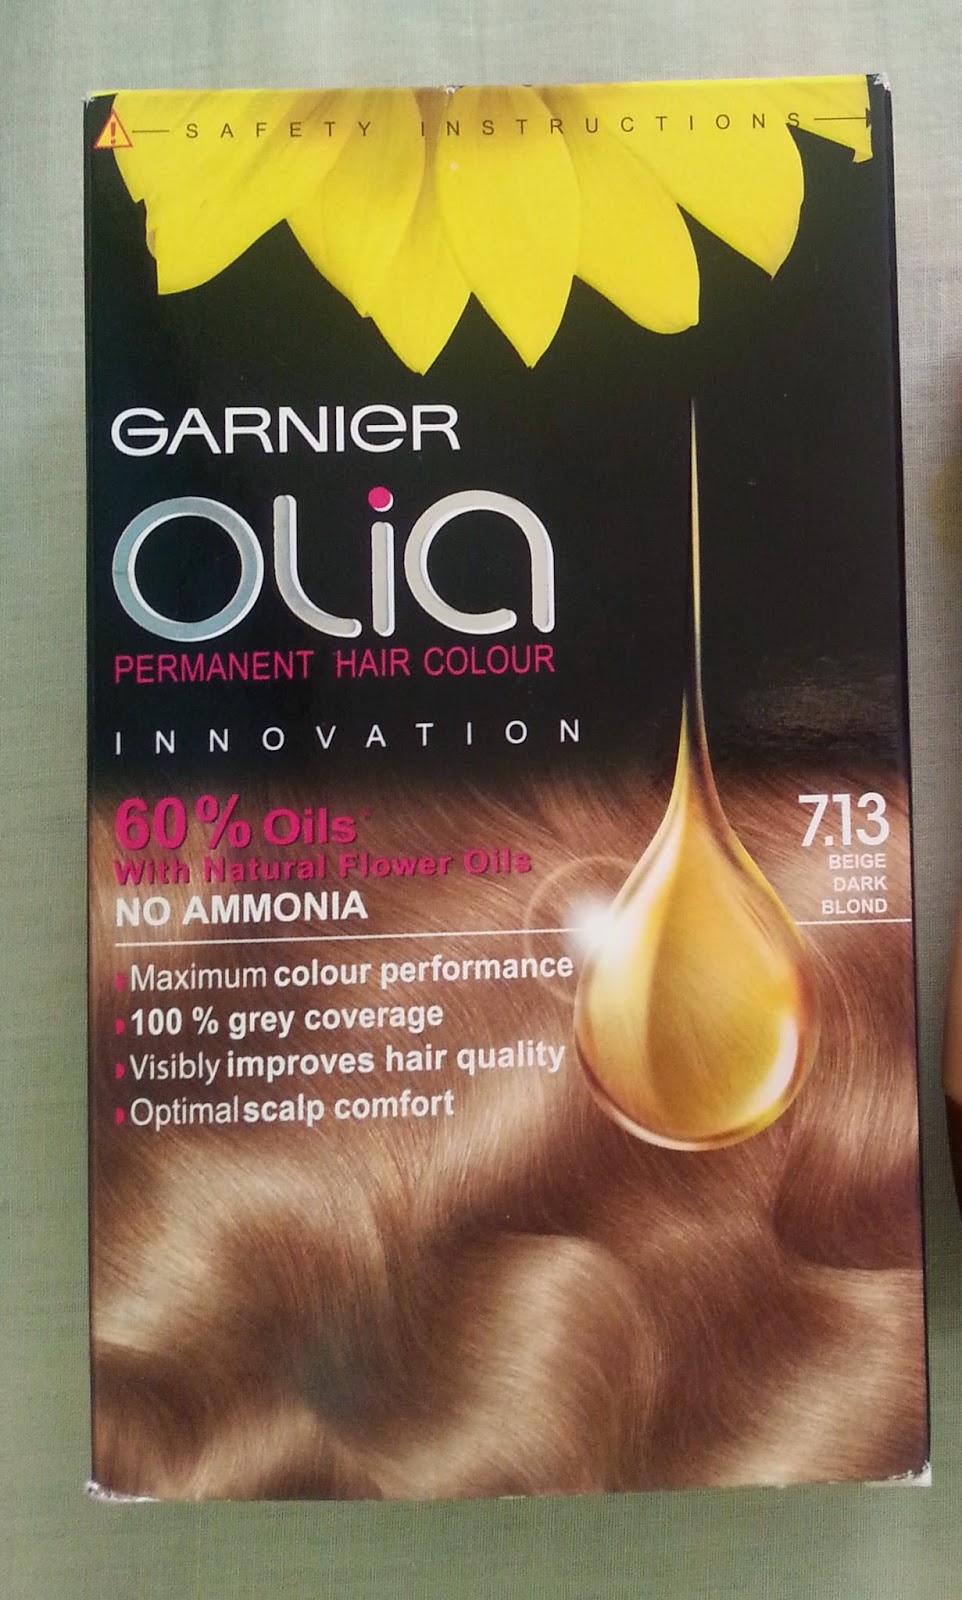 SAFETY INSTRUCTIONS
GARNIER
OLIA
PERMANENT HAIR COLOUR
INNOVATION
60% Oils*
With Natural Flower Oils
NO AMMONIA
Maximum colour performance
100 % grey coverage
Visibly improves hair quality
Optimal scalp comfort
7.13
BEIGE
DARK
BLOND